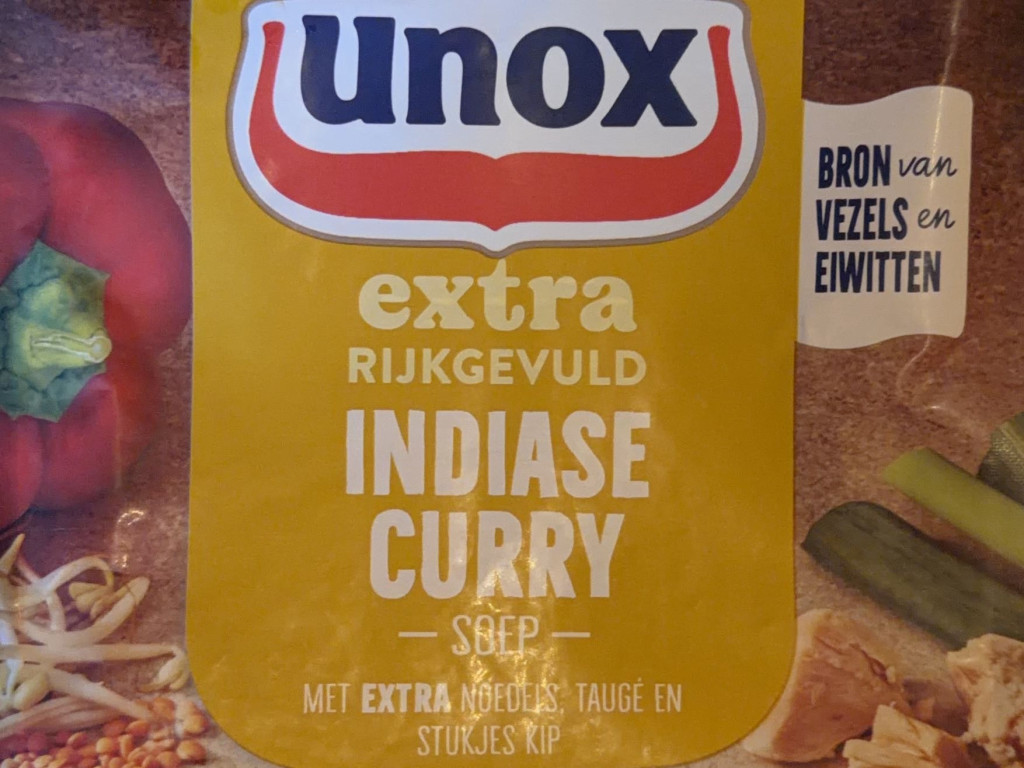 unox
BRON van
VEZELS en
EIWITTEN
extra
RIJKGEVULD
INDIASE
CURRY
SOEP
MET EXTRA NOEDELS, TAUGÉ EN
STUKJES KIP